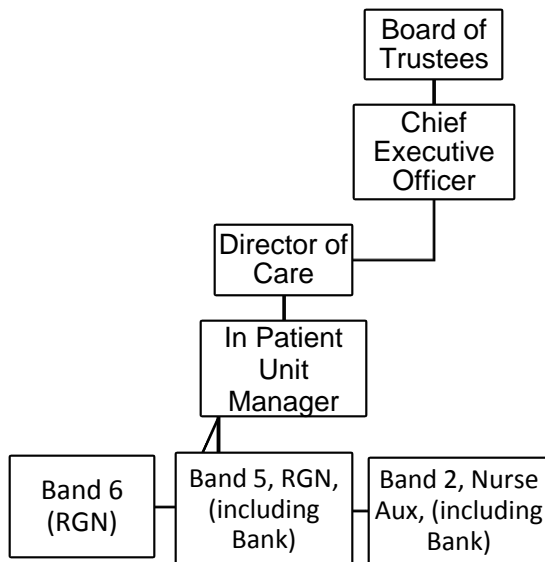 Board of
Trustees
Chief
Executive
Officer
Director of
Care
In Patient
Unit
Manager
Band 6
(RGN)
Band 5, RGN,
(including
Bank)
Band 2, Nurse
Aux, (including
Bank)